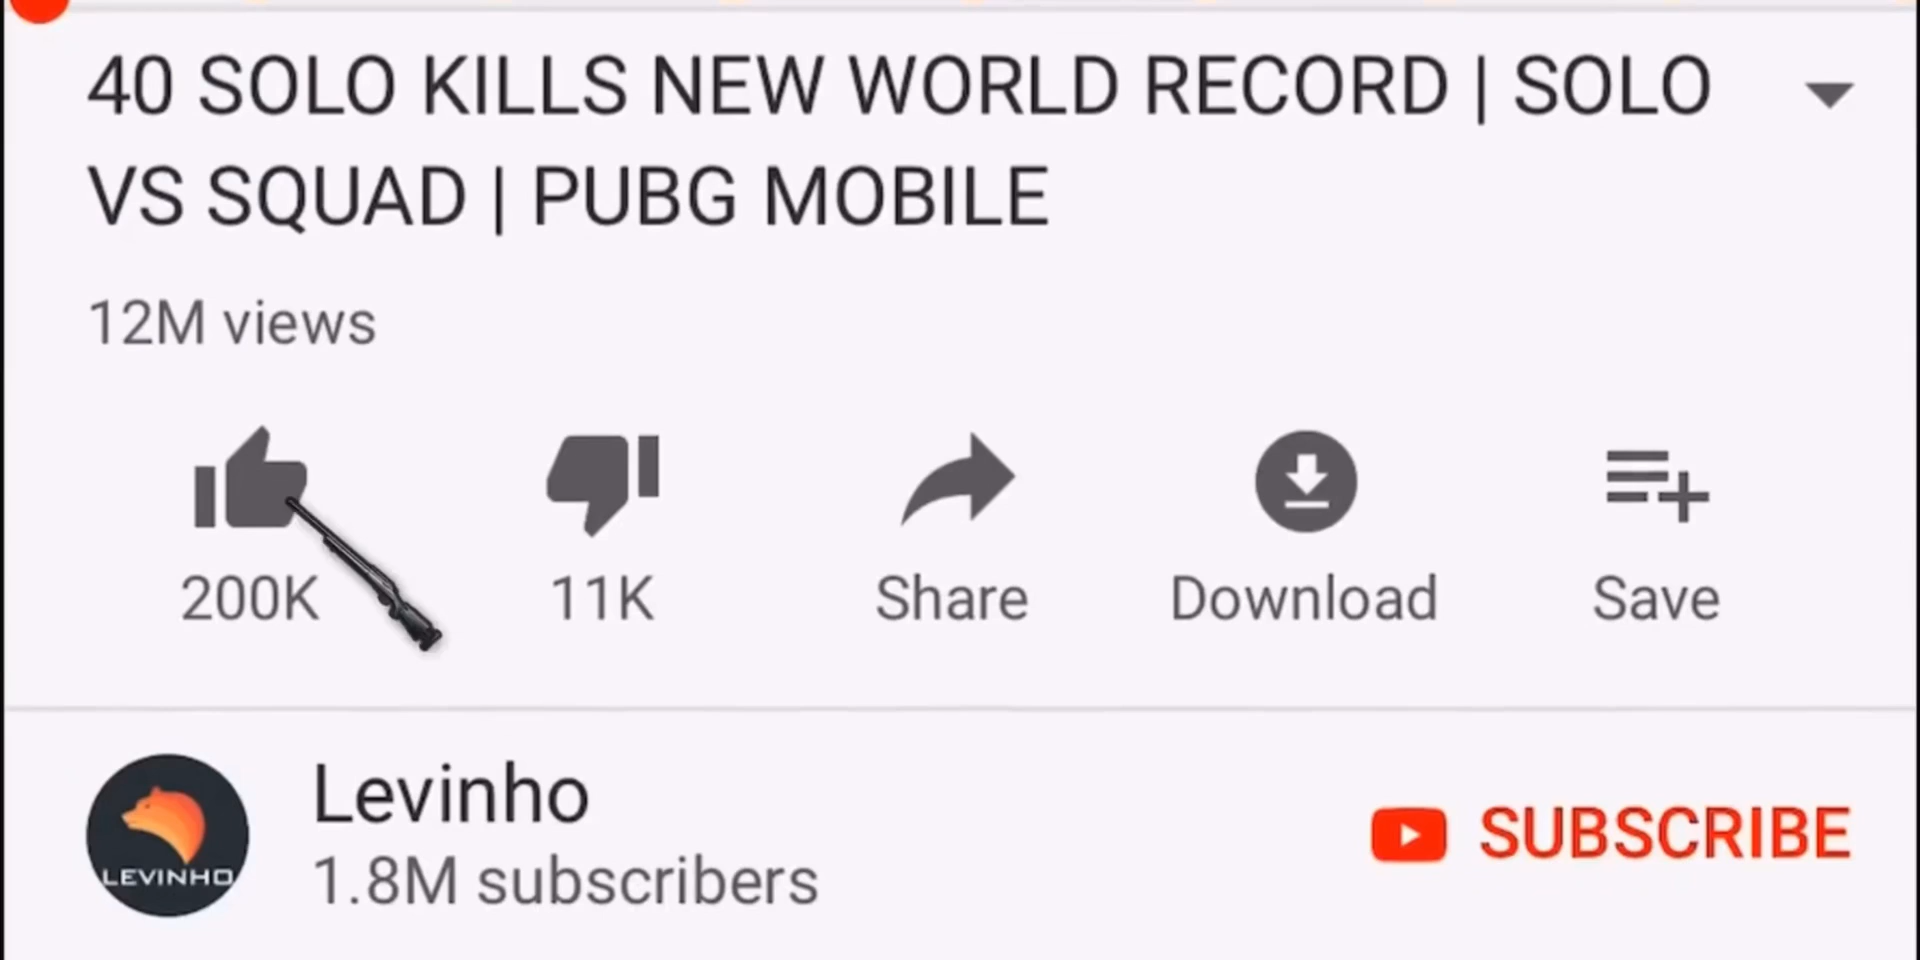 40 SOLO KILLS NEW WORLD RECORD | SOLO
VS SQUAD | PUBG MOBILE
12M views
200K
11K
Share
Download
Save
LEVINHO
Levinho
1.8M subscribers
SUBSCRIBE